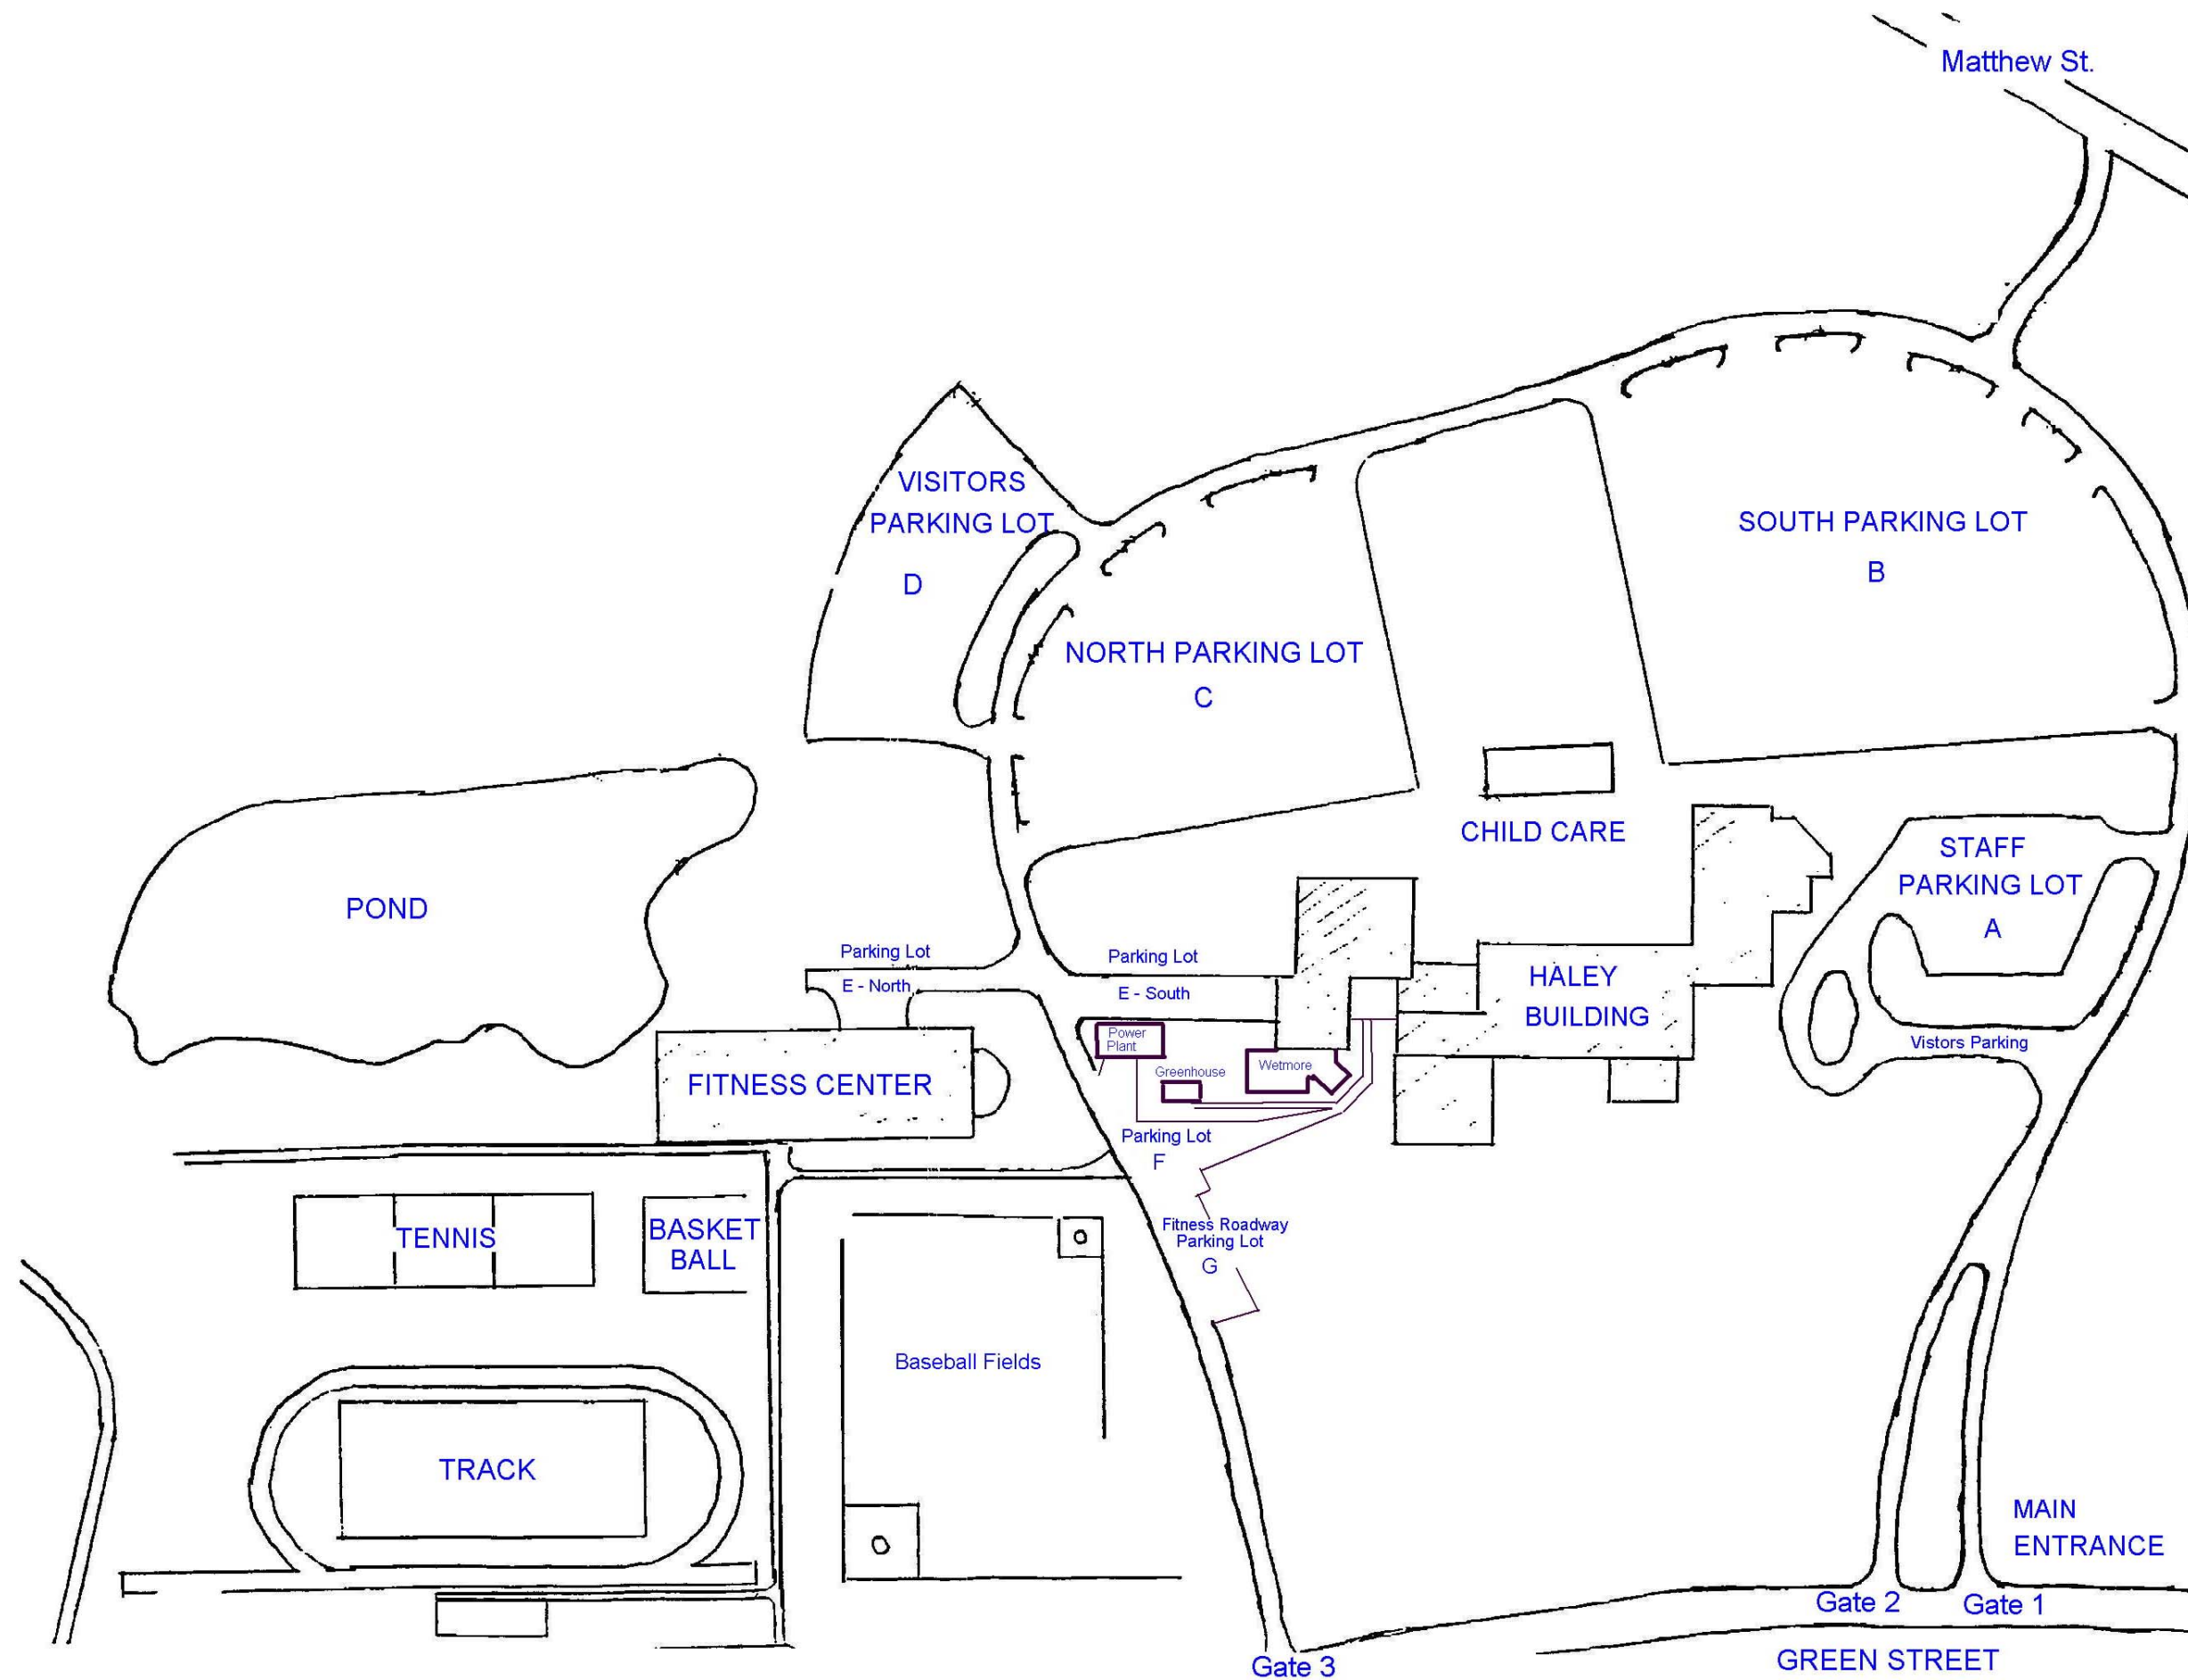 Matthew St.
VISITORS
PARKING LOT
D
SOUTH PARKING LOT
B
NORTH PARKING LOT
C
CHILD CARE
STAFF
PARKING LOT
A
POND
Parking Lot
E - North
Parking Lot
E - South
HALEY
BUILDING
Power
Plant
Greenhouse
Wetmore
Vistors Parking
FITNESS CENTER
Parking Lot
F
TENNIS
BASKET
BALL
Fitness Roadway
Parking Lot
G
Baseball Fields
TRACK
MAIN
ENTRANCE
Gate 2
Gate 1
Gate 3
GREEN STREET